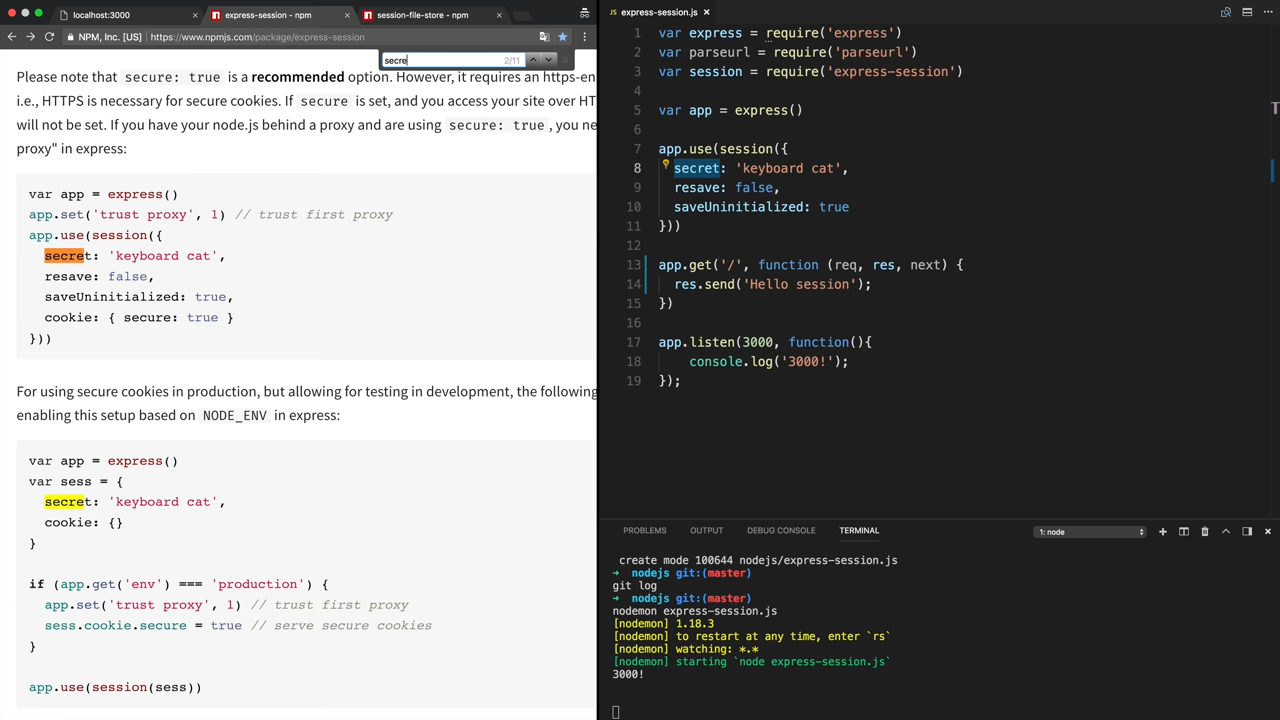 localhost:3000
express-session - npm
session-file-store - npm
NPM, Inc. [US] | https://www.npmjs.com/package/express-session
secre 2/11
Please note that secure: true is a recommended option. However, it requires an https-en
i.e., HTTPS is necessary for secure cookies. If secure is set, and you access your site over HT
will not be set. If you have your node.js behind a proxy and are using secure: true, you ne
proxy" in express:
var app = express()
app.set('trust proxy', 1) // trust first proxy
app.use(session({
secret: 'keyboard cat',
resave: false,
saveUninitialized: true,
cookie: { secure: true }
}))
For using secure cookies in production, but allowing for testing in development, the following
enabling this setup based on NODE_ENV in express:
var app = express()
var sess = {
secret: 'keyboard cat',
cookie: {}
}
if (app.get('env') === 'production') {
app.set('trust proxy', 1) // trust first proxy
sess.cookie.secure = true // serve secure cookies
}
app.use(session(sess))
JS express-session.js
1 var express = require('express')
2 var parseurl = require('parseurl')
3 var session = require('express-session')
4
5 var app = express()
6
7 app.use(session({
8 secret: 'keyboard cat',
9 resave: false,
10 saveUninitialized: true
11 }))
12
13 app.get('/', function (req, res, next) {
14 res.send('Hello session');
15 })
16
17 app.listen(3000, function(){
18 console.log('3000!');
19 });
T
PROBLEMS OUTPUT DEBUG CONSOLE TERMINAL 1: node
create mode 100644 nodejs/express-session.js
➜ nodejs git:(master)
git log
➜ nodejs git:(master)
nodemon express-session.js
[nodemon] 1.18.3
[nodemon] to restart at any time, enter `rs`
[nodemon] watching: *.*
[nodemon] starting `node express-session.js`
3000!